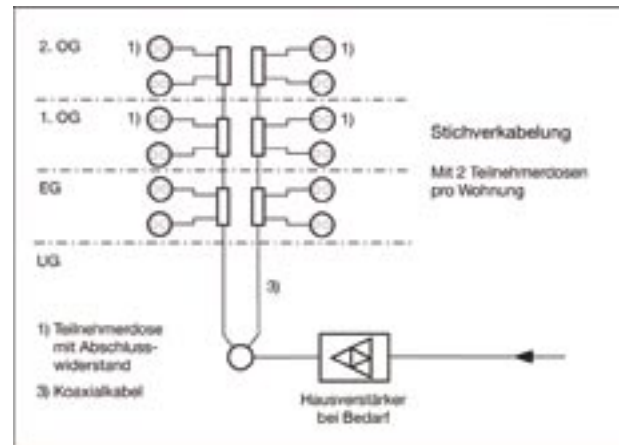 2. OG
1)
1)
1. OG
1)
1)
Stichverkabelung
Mit 2 Teilnehmerdosen
pro Wohnung
EG
UG
3)
1) Teilnehmerdose
mit Abschluss-
widerstand
3) Koaxialkabel
Hausverstärker
bei Bedarf